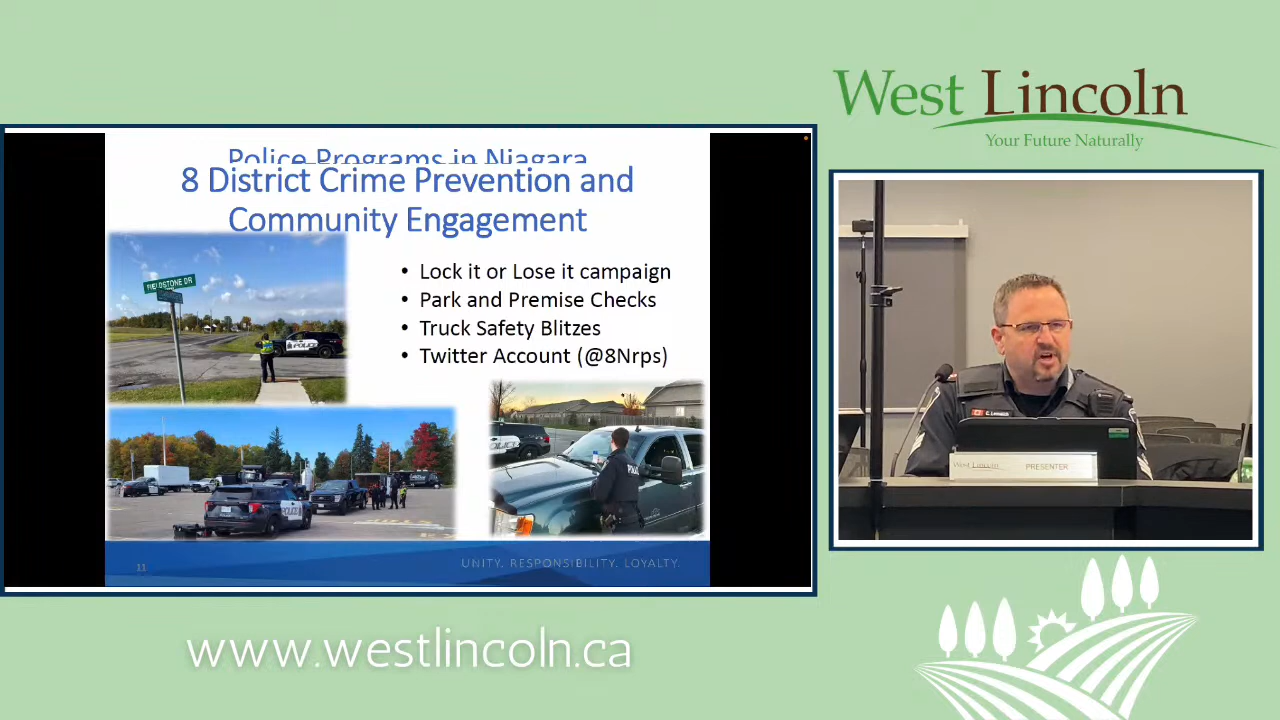 West Lincoln
Your Future Naturally
Police Programs in Niagara
8 District Crime Prevention and
Community Engagement
FIELDSTONE DR
• Lock it or Lose it campaign
• Park and Premise Checks
• Truck Safety Blitzes
• Twitter Account (@8Nrps)
POLICE
POLICE
11
UNITY. RESPONSIBILITY. LOYALTY.
West Lincoln
PRESENTER
www.westlincoln.ca